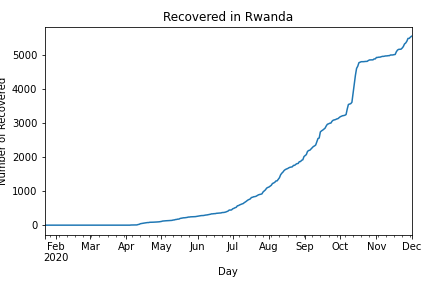 Recovered in Rwanda
Number of Recovered
5000
4000
3000
2000
1000
0
Feb Mar Apr May Jun Jul Aug Sep Oct Nov Dec
2020
Day